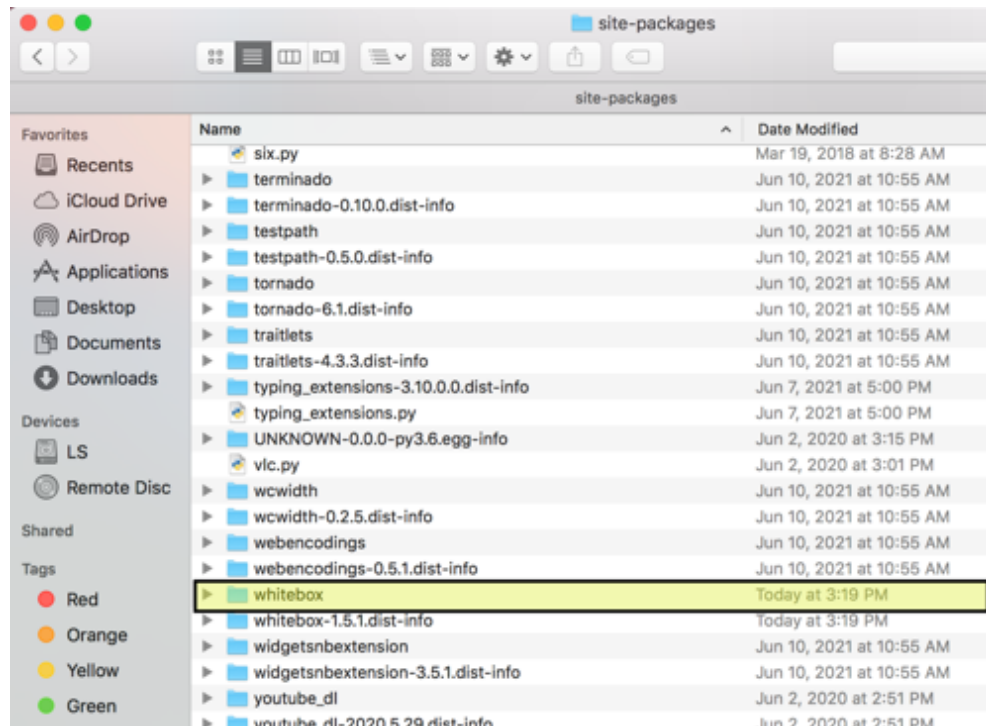 site-packages
site-packages
Favorites
Recents
iCloud Drive
AirDrop
Applications
Desktop
Documents
Downloads
Devices
LS
Remote Disc
Shared
Tags
Red
Orange
Yellow
Green
Name Date Modified
six.py Mar 19, 2018 at 8:28 AM
terminado Jun 10, 2021 at 10:55 AM
terminado-0.10.0.dist-info Jun 10, 2021 at 10:55 AM
testpath Jun 10, 2021 at 10:55 AM
testpath-0.5.0.dist-info Jun 10, 2021 at 10:55 AM
tornado Jun 10, 2021 at 10:55 AM
tornado-6.1.dist-info Jun 10, 2021 at 10:55 AM
traitlets Jun 10, 2021 at 10:55 AM
traitlets-4.3.3.dist-info Jun 10, 2021 at 10:55 AM
typing_extensions-3.10.0.0.dist-info Jun 7, 2021 at 5:00 PM
typing_extensions.py Jun 7, 2021 at 5:00 PM
UNKNOWN-0.0.0-py3.6.egg-info Jun 2, 2020 at 3:15 PM
vlc.py Jun 2, 2020 at 3:01 PM
wcwidth Jun 10, 2021 at 10:55 AM
wcwidth-0.2.5.dist-info Jun 10, 2021 at 10:55 AM
webencodings Jun 10, 2021 at 10:55 AM
webencodings-0.5.1.dist-info Jun 10, 2021 at 10:55 AM
whitebox Today at 3:19 PM
whitebox-1.5.1.dist-info Today at 3:19 PM
widgetsnbextension Jun 10, 2021 at 10:55 AM
widgetsnbextension-3.5.1.dist-info Jun 10, 2021 at 10:55 AM
youtube_dl Jun 2, 2020 at 2:51 PM
youtube_dl-2020.5.29.dist-info Jun 2, 2020 at 2:51 PM